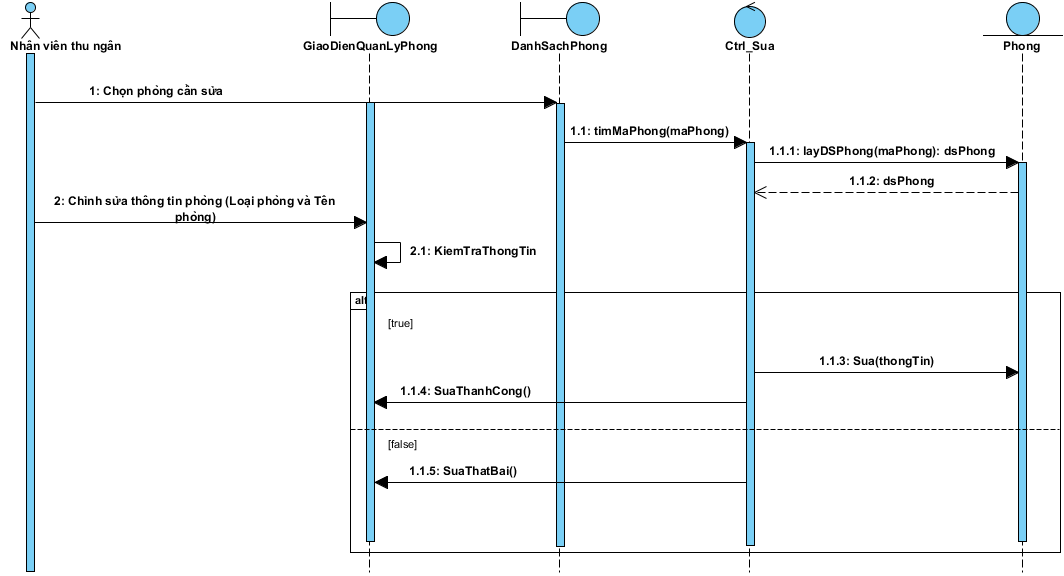 Nhân viên thu ngân
GiaoDienQuanLyPhong
DanhSachPhong
Ctrl_Sua
Phong
1: Chọn phòng cần sửa
1.1: timMaPhong(maPhong)
1.1.1: layDSPhong(maPhong): dsPhong
1.1.2: dsPhong
2: Chỉnh sửa thông tin phòng (Loại phòng và Tên
phòng)
2.1: KiemTraThongTin
alt
[true]
1.1.3: Sua(thongTin)
1.1.4: SuaThanhCong()
[false]
1.1.5: SuaThatBai()